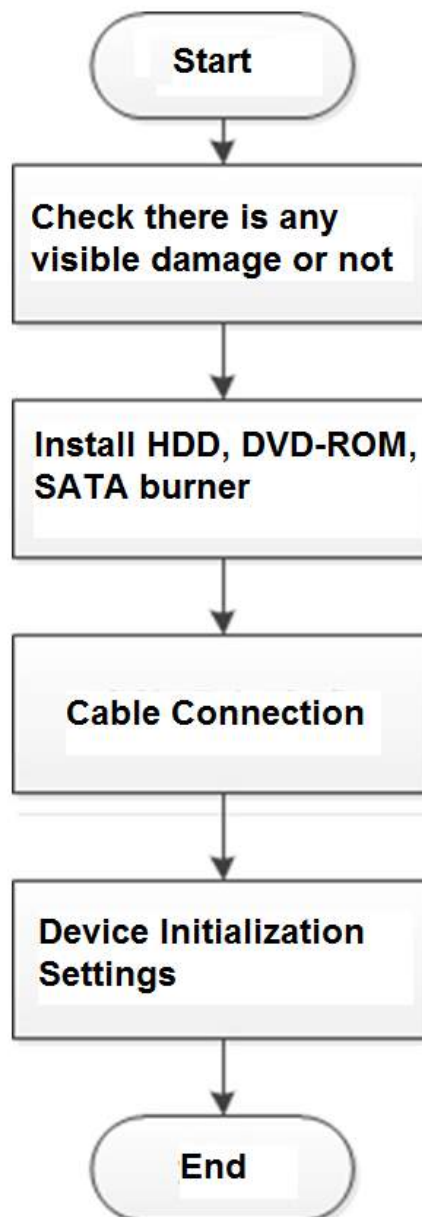 Start
Check there is any
visible damage or not
Install HDD, DVD-ROM,
SATA burner
Cable Connection
Device Initialization
Settings
End